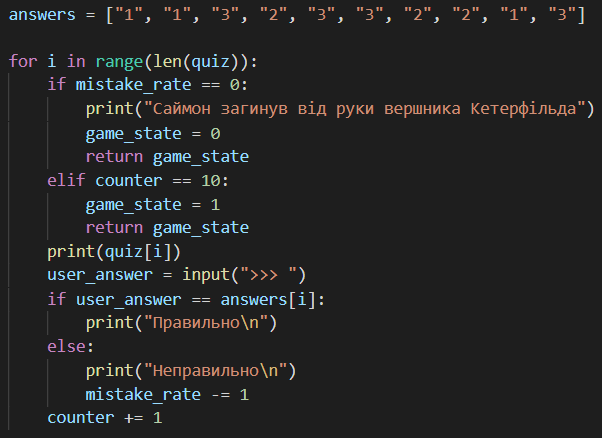 answers = ["1", "1", "3", "2", "3", "3", "2", "2", "1", "3"]
for i in range(len(quiz)):
    if mistake_rate == 0:
        print("Саймон загинув від руки вершника Кетерфільда")
        game_state = 0
        return game_state
    elif counter == 10:
        game_state = 1
        return game_state
    print(quiz[i])
    user_answer = input(">>> ")
    if user_answer == answers[i]:
        print("Правильно\n")
    else:
        print("Неправильно\n")
        mistake_rate -= 1
    counter += 1